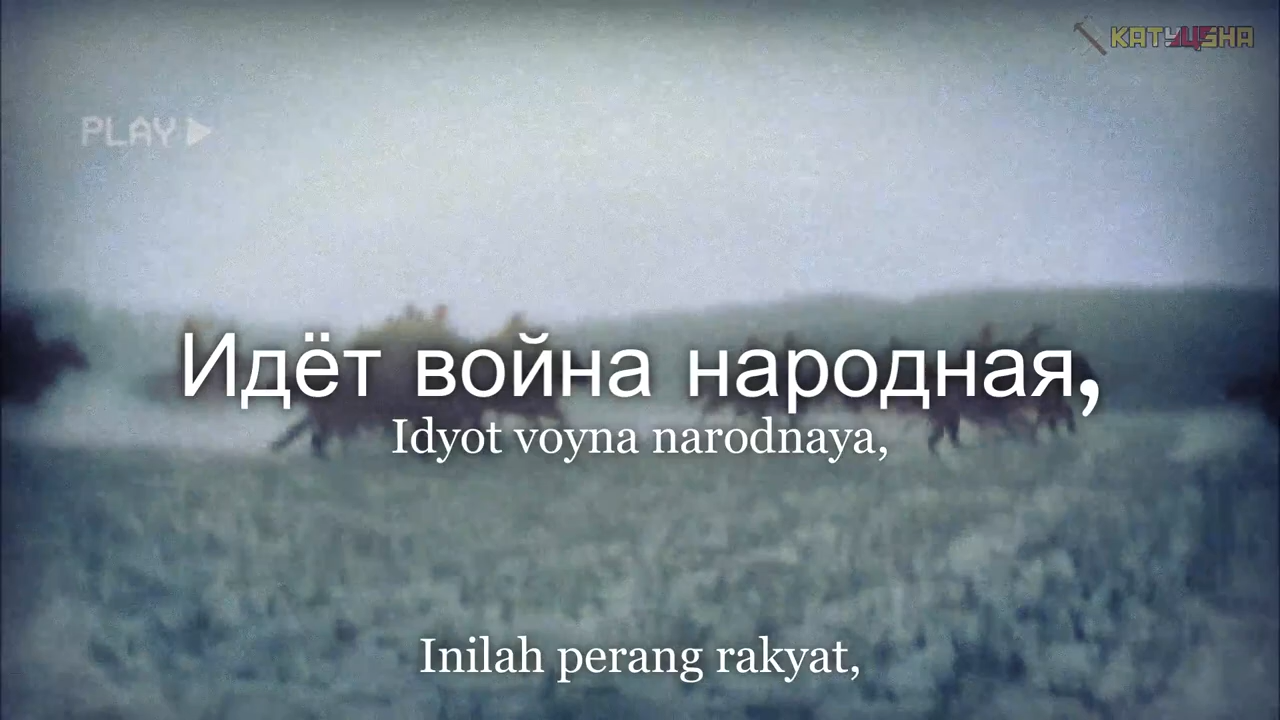 KATYUSHA
PLAY
Идёт война народная,
Idyot voyna narodnaya,
Inilah perang rakyat,